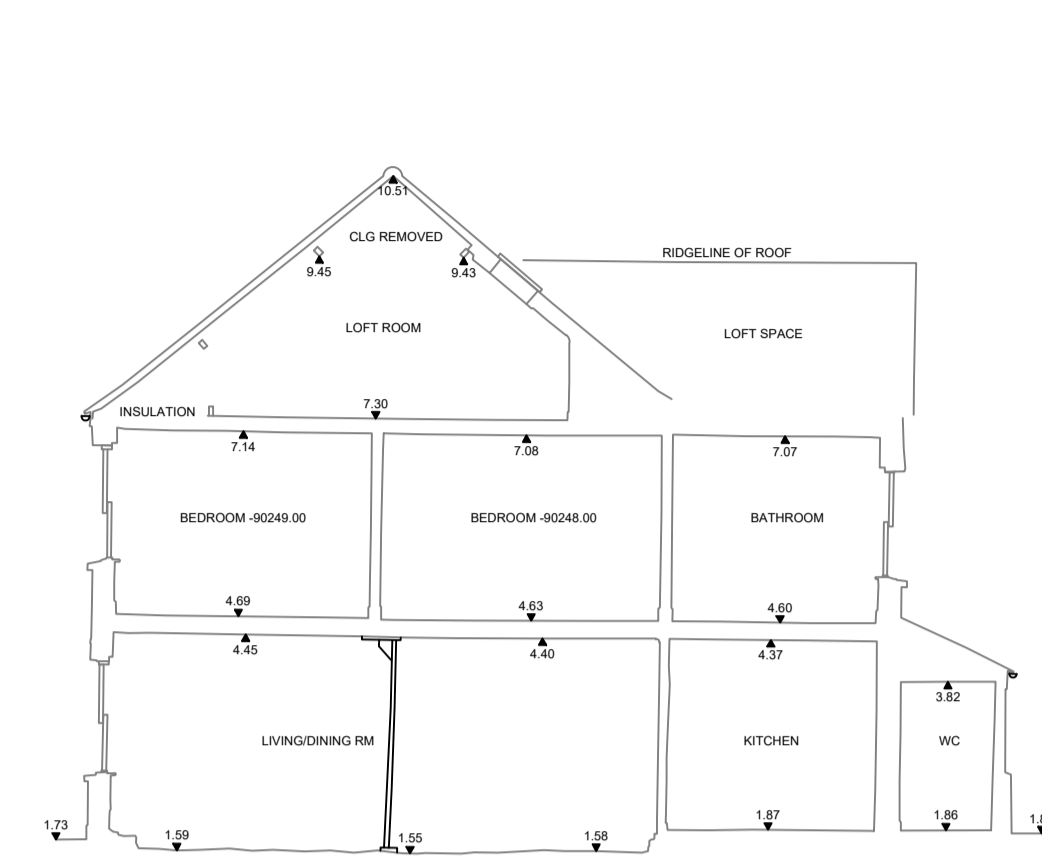 10.51
CLG REMOVED
9.45
9.43
RIDGELINE OF ROOF
LOFT ROOM
LOFT SPACE
7.30
INSULATION
7.14
7.08
7.07
BEDROOM -90249.00
BEDROOM -90248.00
BATHROOM
4.69
4.63
4.60
4.45
4.40
4.37
3.82
LIVING/DINING RM
KITCHEN
WC
1.73
1.59
1.55
1.58
1.87
1.86